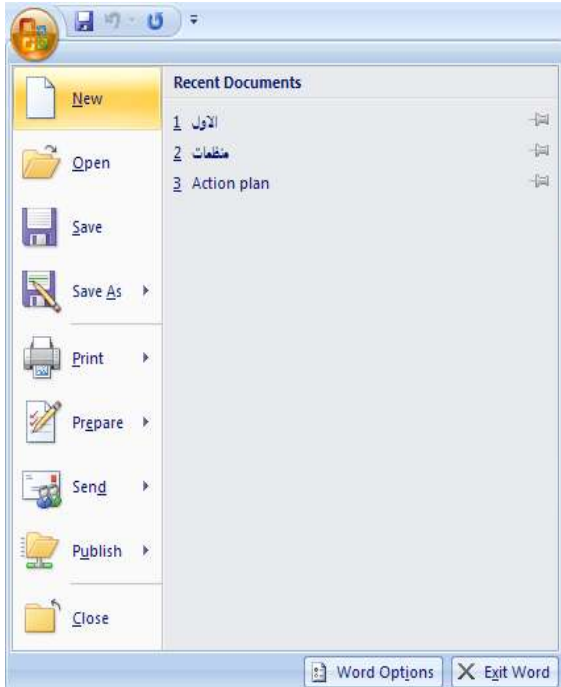 New
Open
Save
Save As
Print
Prepare
Send
Publish
Close
Recent Documents
1 الاول
2 منظمات
3 Action plan
Word Options
Exit Word